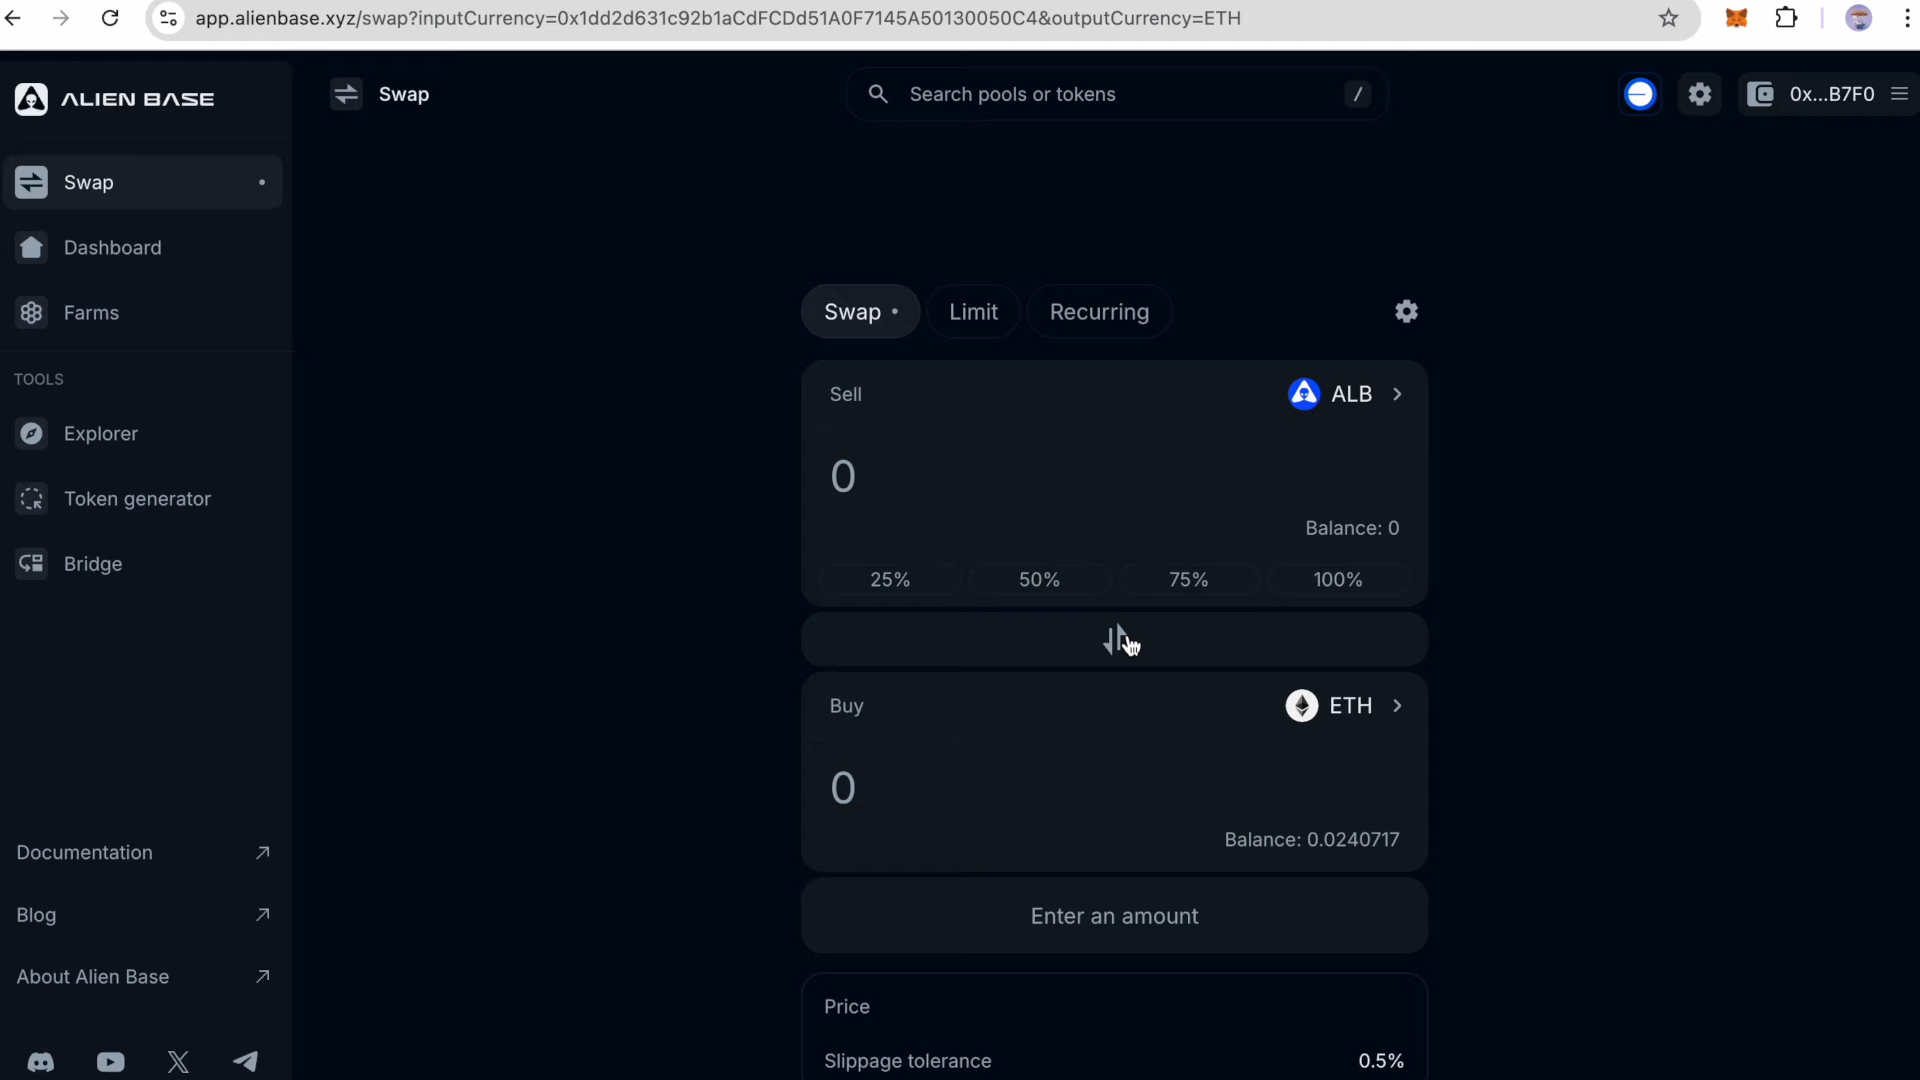 app.alienbase.xyz/swap?inputCurrency=0x1dd2d631c92b1aCdFCDd51A0F7145A50130050C4&outputCurrency=ETH
ALIEN BASE
Swap
Search pools or tokens
/
0x...B7F0
Swap
Dashboard
Farms
TOOLS
Explorer
Token generator
Bridge
Documentation
Blog
About Alien Base
Swap
Limit
Recurring
Sell
ALB
0
Balance: 0
25%
50%
75%
100%
Buy
ETH
0
Balance: 0.0240717
Enter an amount
Price
Slippage tolerance
0.5%